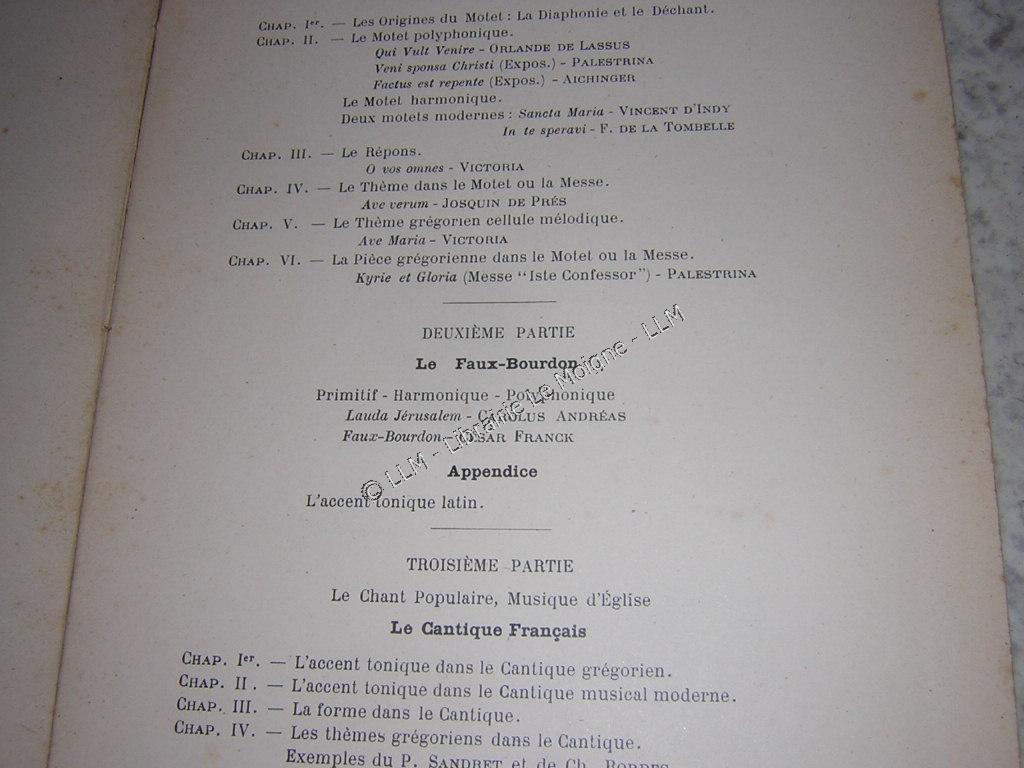 CHAP. Ier. — Les Origines du Motet : La Diaphonie et le Déchant.
CHAP. II. — Le Motet polyphonique.
Qui Vult Venire - ORLANDE DE LASSUS
Veni sponsa Christi (Expos.) - PALESTRINA
Factus est repente (Expos.) - AICHINGER
Le Motet harmonique.
Deux motets modernes : Sancta Maria - VINCENT D'INDY
In te speravi - F. DE LA TOMBELLE
CHAP. III. — Le Répons.
O vos omnes - VICTORIA
CHAP. IV. — Le Thème dans le Motet ou la Messe.
Ave verum - JOSQUIN DE PRÉS
CHAP. V. — Le Thème grégorien cellule mélodique.
Ave Maria - VICTORIA
CHAP. VI. — La Pièce grégorienne dans le Motet ou la Messe.
Kyrie et Gloria (Messe "Iste Confessor") - PALESTRINA
DEUXIÈME PARTIE
Le Faux-Bourdon
Primitif - Harmonique - Polyphonique
Lauda Jérusalem - CAROLUS ANDRÉAS
Faux-Bourdon - CÉSAR FRANCK
Appendice
L'accent tonique latin.
TROISIÈME PARTIE
Le Chant Populaire, Musique d'Église
Le Cantique Français
CHAP. Ier. — L'accent tonique dans le Cantique grégorien.
CHAP. II. — L'accent tonique dans le Cantique musical moderne.
CHAP. III. — La forme dans le Cantique.
CHAP. IV. — Les thèmes grégoriens dans le Cantique.
Exemples du P. SANDRET et de Ch. BORDES
© LLM - Librairie Le Moigne - LLM